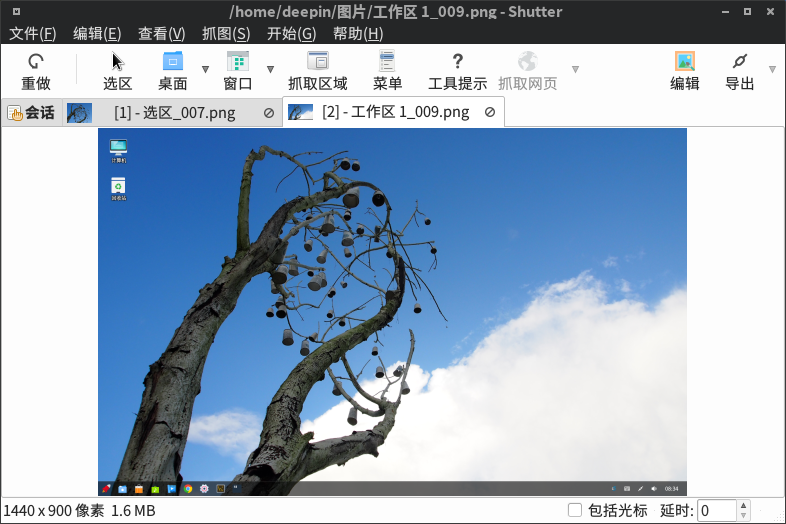 /home/deepin/图片/工作区 1_009.png - Shutter
文件(F) 编辑(E) 查看(V) 抓图(S) 开始(G) 帮助(H)
重做 选区 桌面 窗口 抓取区域 菜单 工具提示 抓取网页 编辑 导出
会话 [1] - 选区_007.png [2] - 工作区 1_009.png
计算机
回收站
08:34
1440 x 900 像素 1.6 MB 包括光标 延时: 0